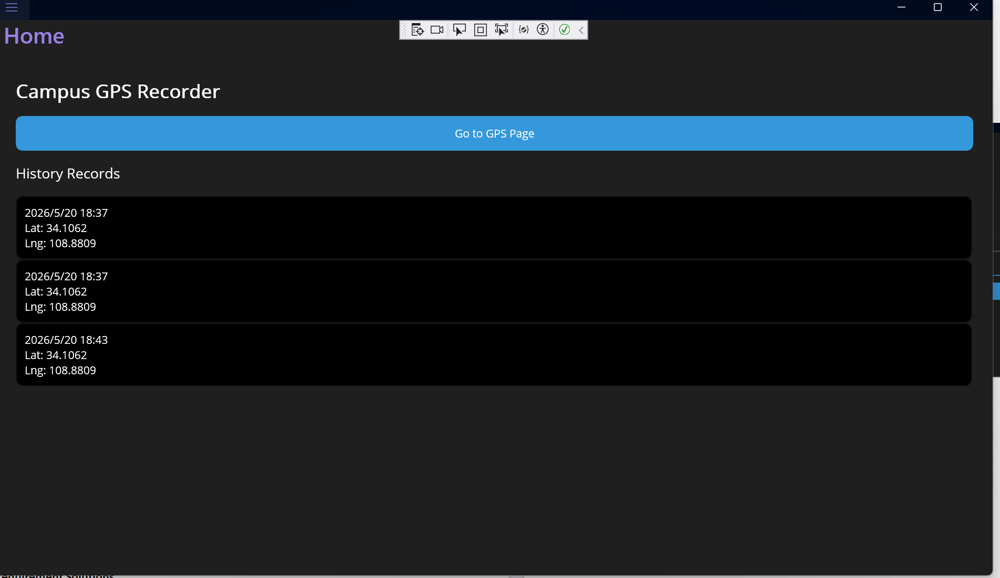 Home
Campus GPS Recorder
Go to GPS Page
History Records
2026/5/20 18:37
Lat: 34.1062
Lng: 108.8809
2026/5/20 18:37
Lat: 34.1062
Lng: 108.8809
2026/5/20 18:43
Lat: 34.1062
Lng: 108.8809